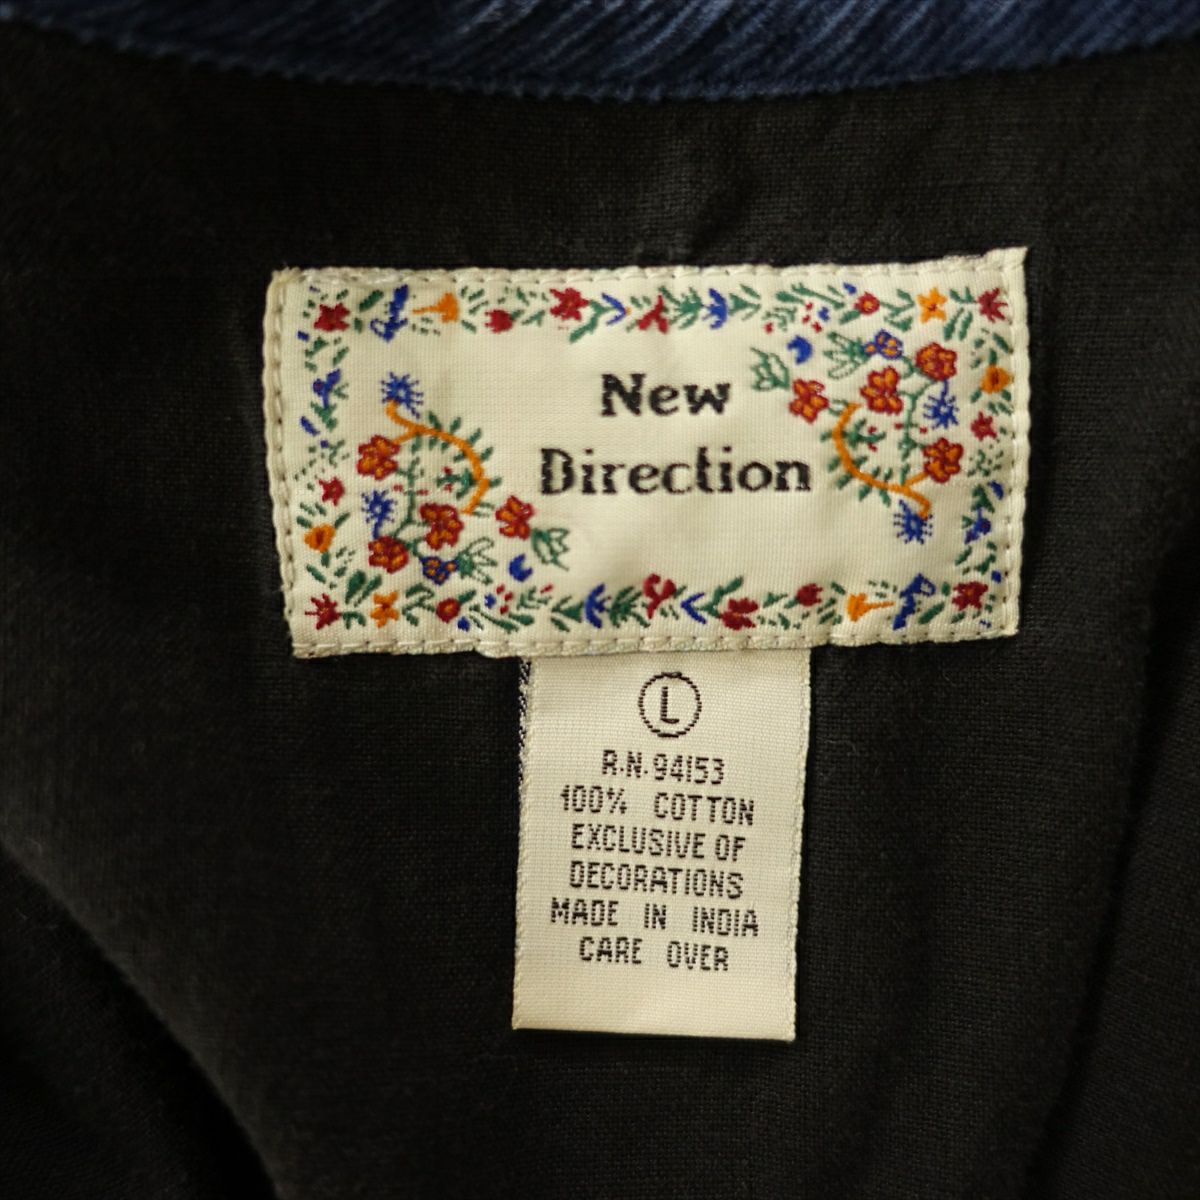 New
Direction
L
R.N. 94153
100% COTTON
EXCLUSIVE OF
DECORATIONS
MADE IN INDIA
CARE OVER